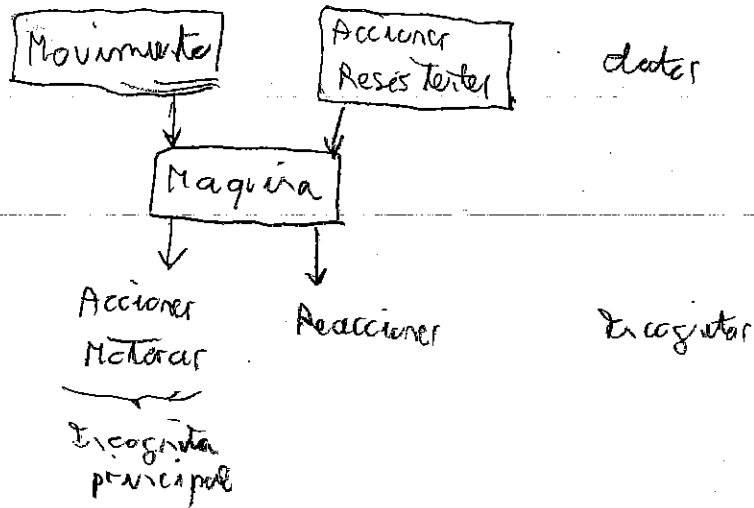 Movimiento
Acciones
Resistentes
datos
Maquina
Acciones
Motoras
Reacciones
Incognitas
Incognita
principal